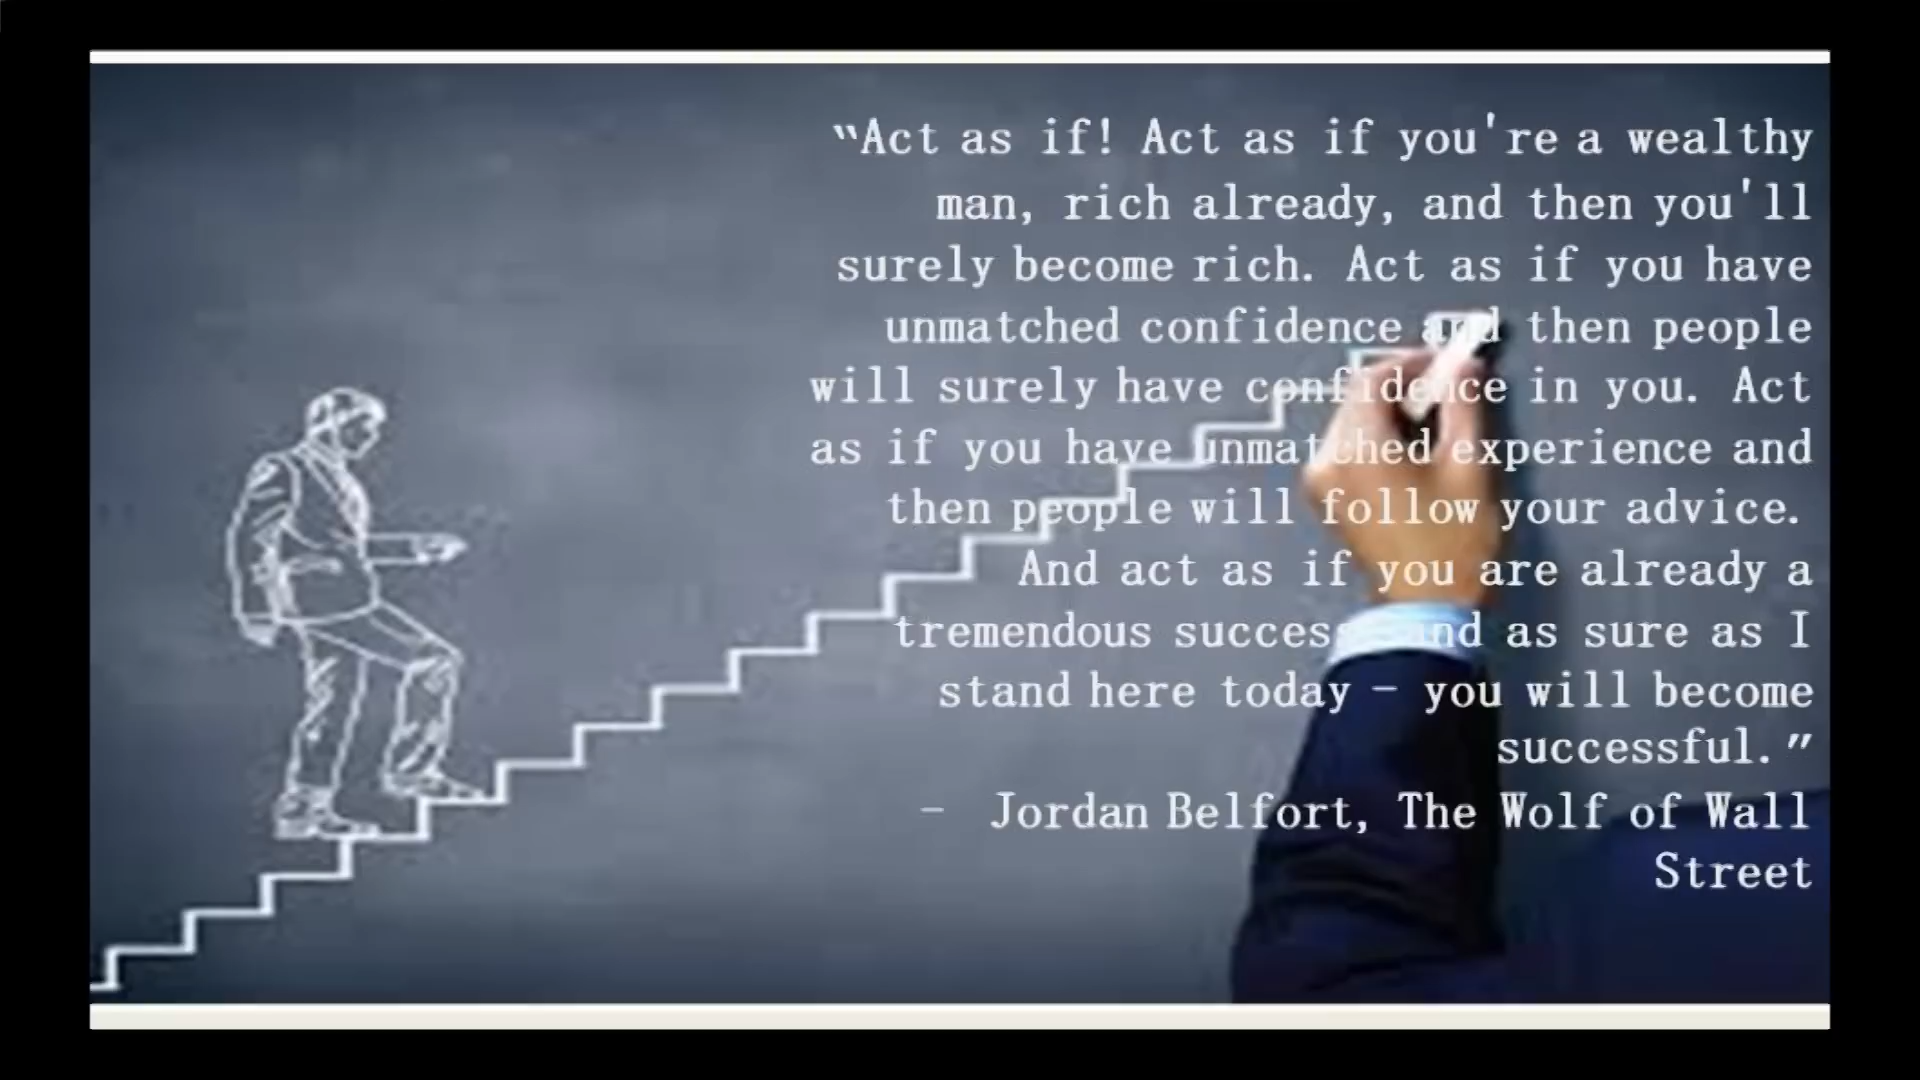 “Act as if! Act as if you're a wealthy
man, rich already, and then you'll
surely become rich. Act as if you have
unmatched confidence and then people
will surely have confidence in you. Act
as if you have unmatched experience and
then people will follow your advice.
And act as if you are already a
tremendous success, and as sure as I
stand here today - you will become
successful.”
- Jordan Belfort, The Wolf of Wall
Street